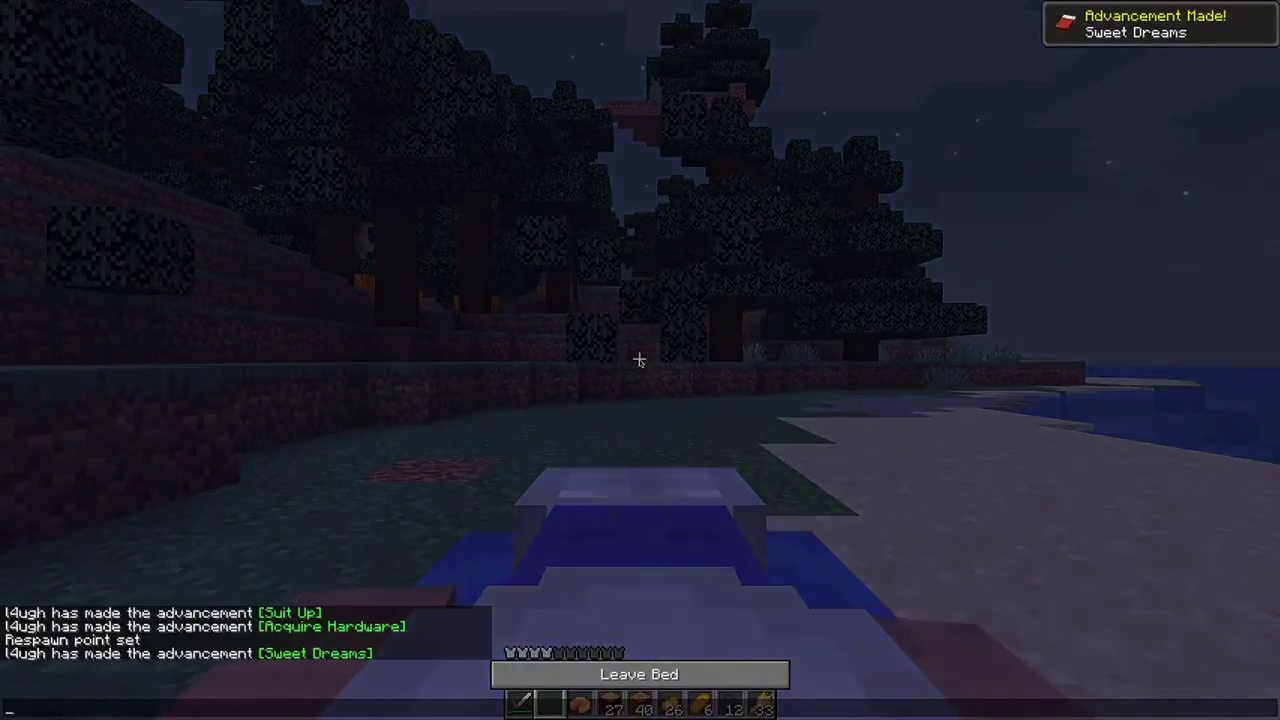 Advancement Made!
Sweet Dreams
l4ugh has made the advancement [Suit Up]
l4ugh has made the advancement [Acquire Hardware]
Respawn point set
l4ugh has made the advancement [Sweet Dreams]
Leave Bed
27 40 26 6 12 33
_